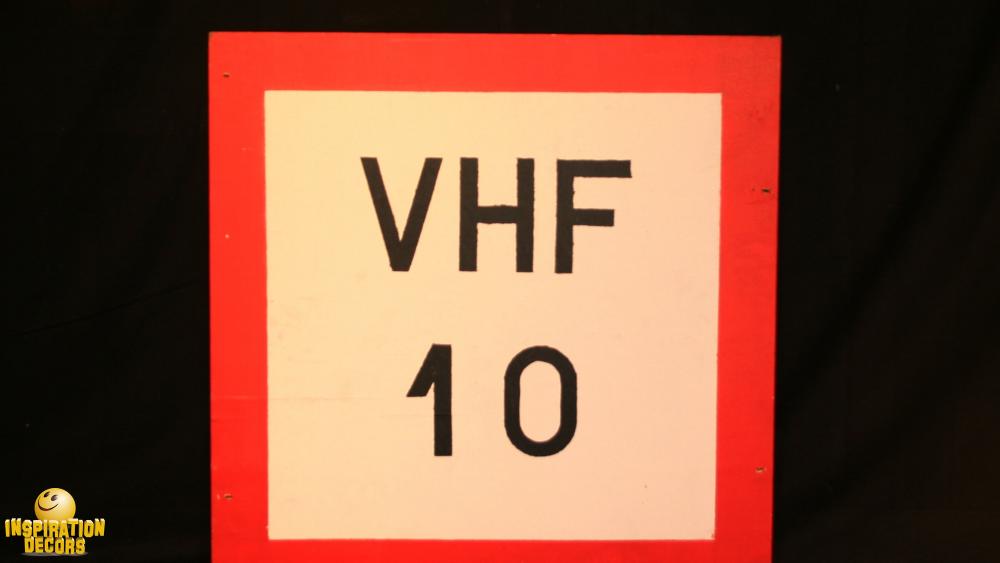 VHF
10
INSPIRATION
DECORS